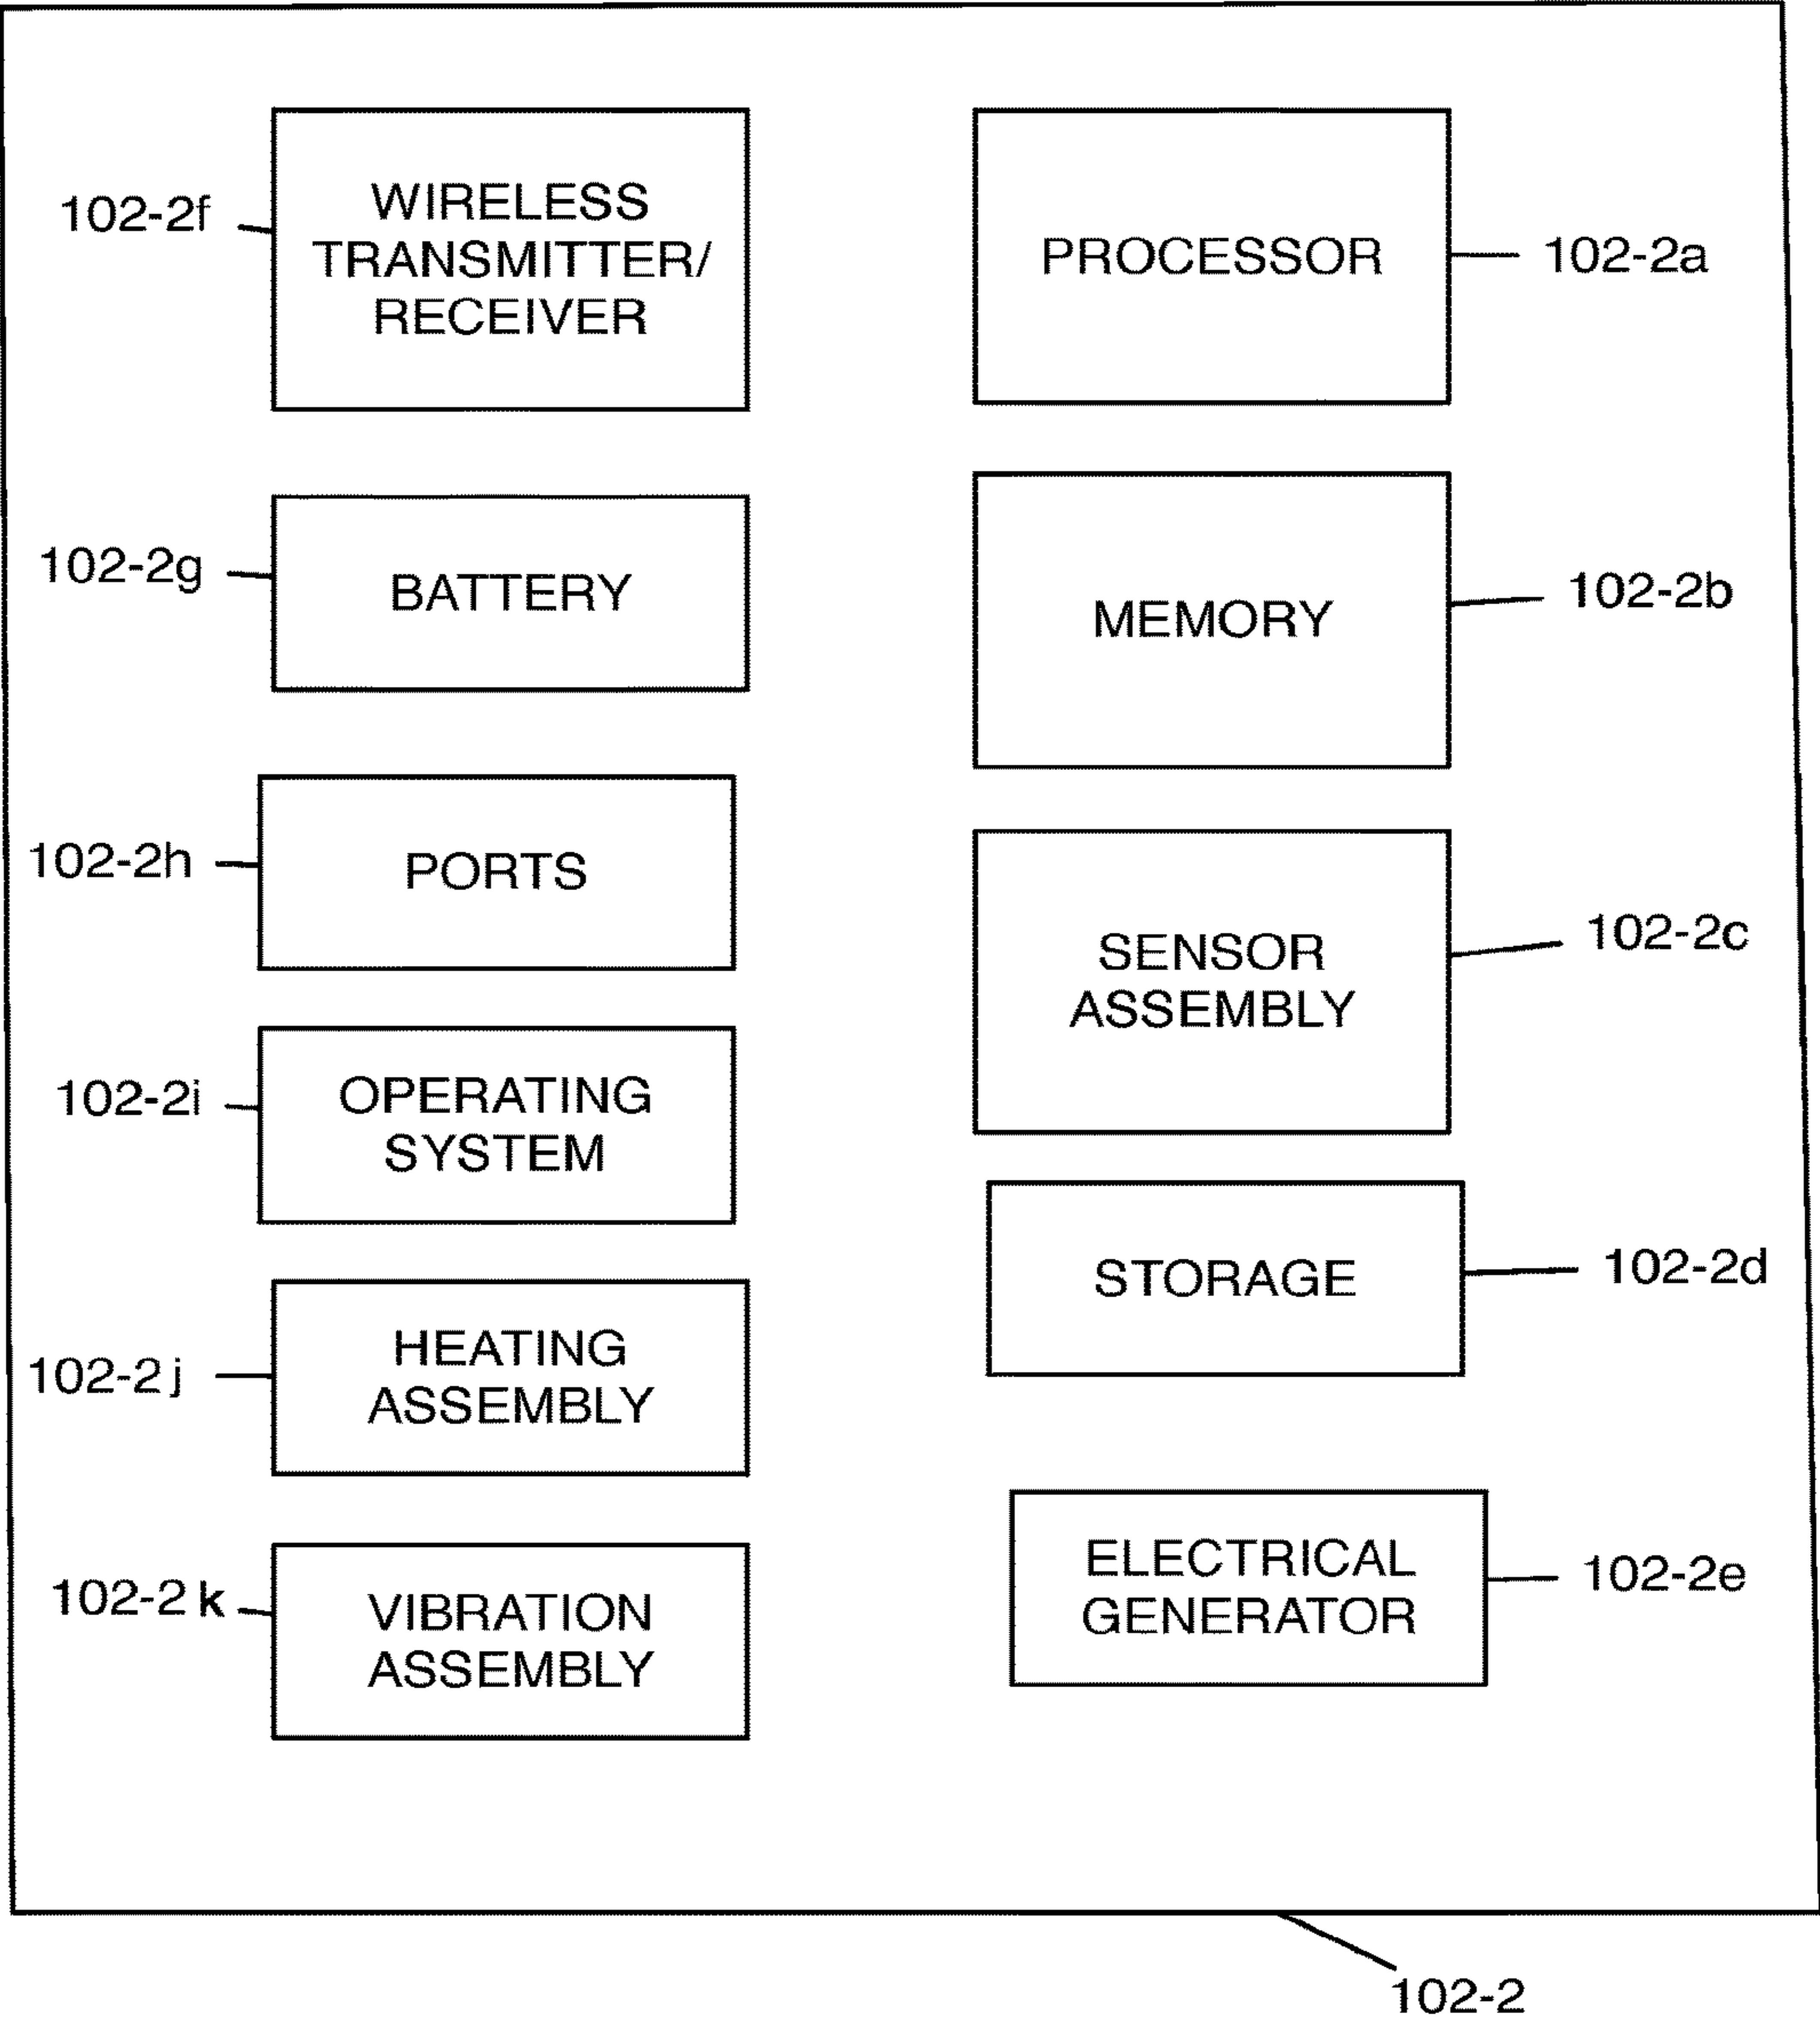 102-2f
WIRELESS
TRANSMITTER/
RECEIVER
PROCESSOR
102-2a
102-2g
BATTERY
MEMORY
102-2b
102-2h
PORTS
SENSOR
ASSEMBLY
102-2c
102-2i
OPERATING
SYSTEM
STORAGE
102-2d
102-2j
HEATING
ASSEMBLY
ELECTRICAL
GENERATOR
102-2e
102-2k
VIBRATION
ASSEMBLY
102-2